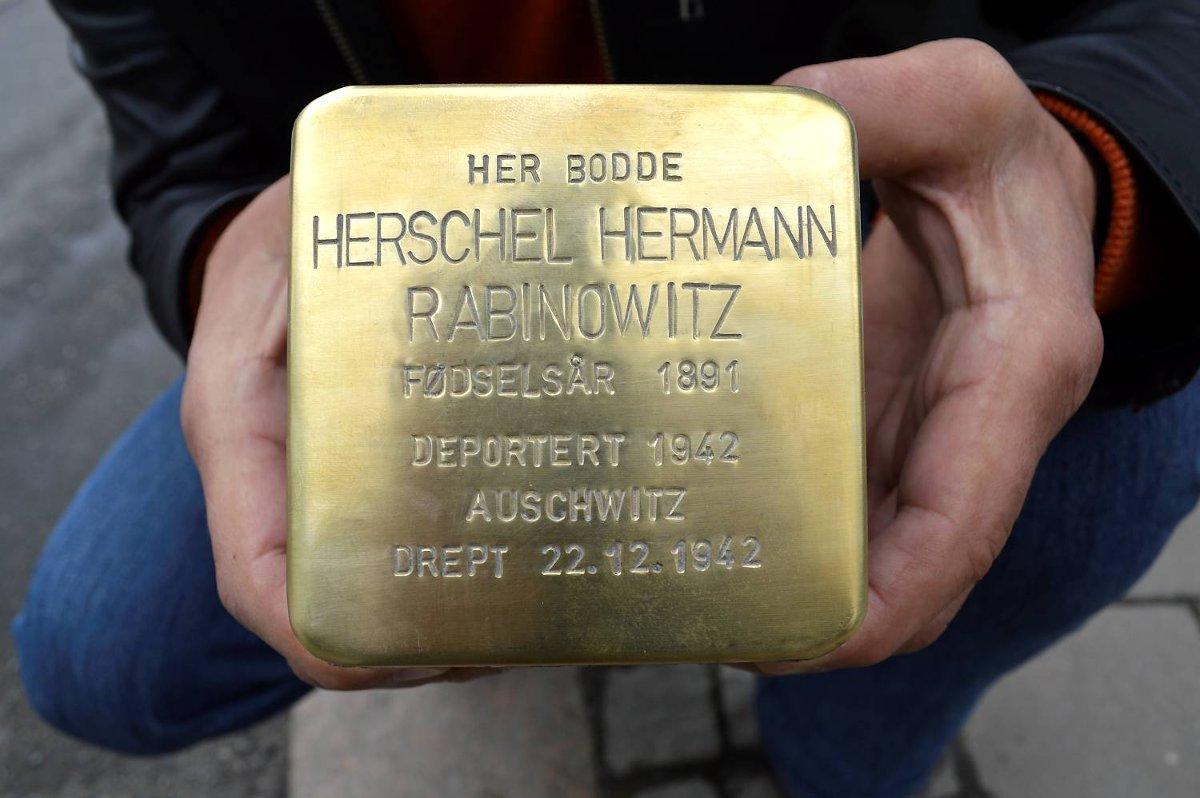 HER BODDE
HERSCHEL HERMANN
RABINOWITZ
FØDSELSÅR 1891
DEPORTERT 1942
AUSCHWITZ
DREPT 22.12.1942